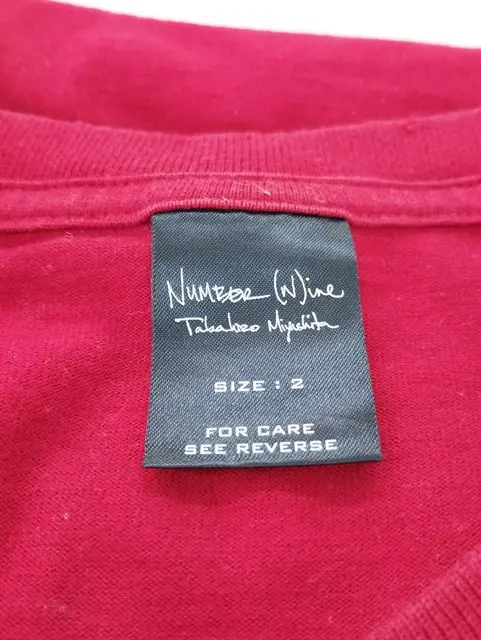 NUMBER (N)ine
Takahiro Miyashita
SIZE : 2
FOR CARE
SEE REVERSE